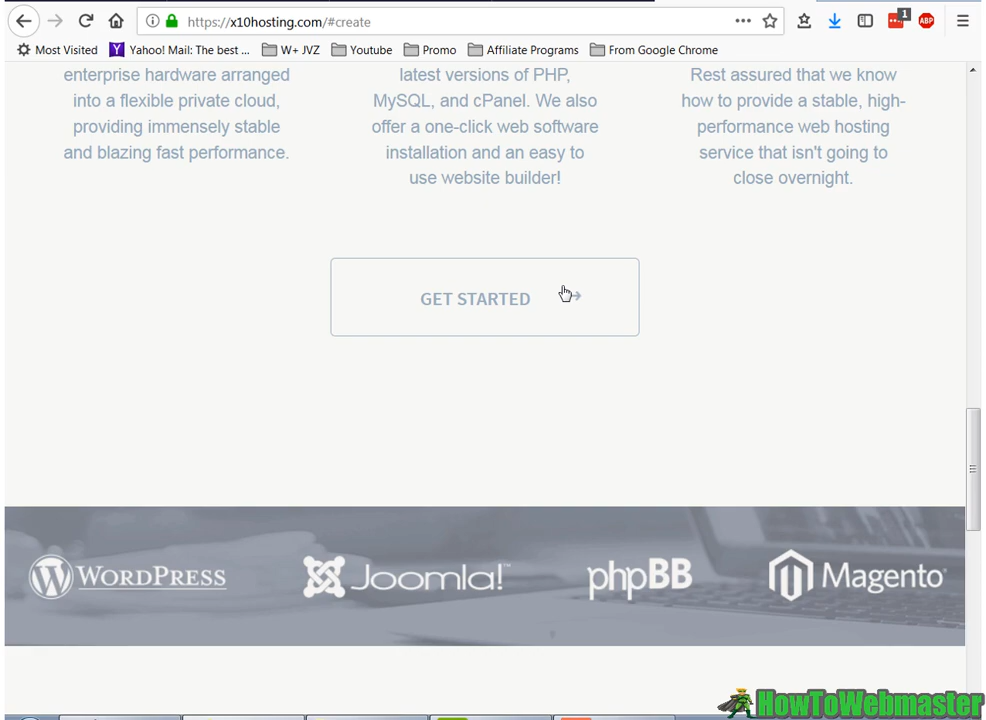 https://x10hosting.com/#create
1
ABP
Most Visited
Yahoo! Mail: The best ...
W+ JVZ
Youtube
Promo
Affiliate Programs
From Google Chrome
enterprise hardware arranged
into a flexible private cloud,
providing immensely stable
and blazing fast performance.
latest versions of PHP,
MySQL, and cPanel. We also
offer a one-click web software
installation and an easy to
use website builder!
Rest assured that we know
how to provide a stable, high-
performance web hosting
service that isn't going to
close overnight.
GET STARTED
WORDPRESS
Joomla!™
phpBB
Magento®
HowToWebmaster